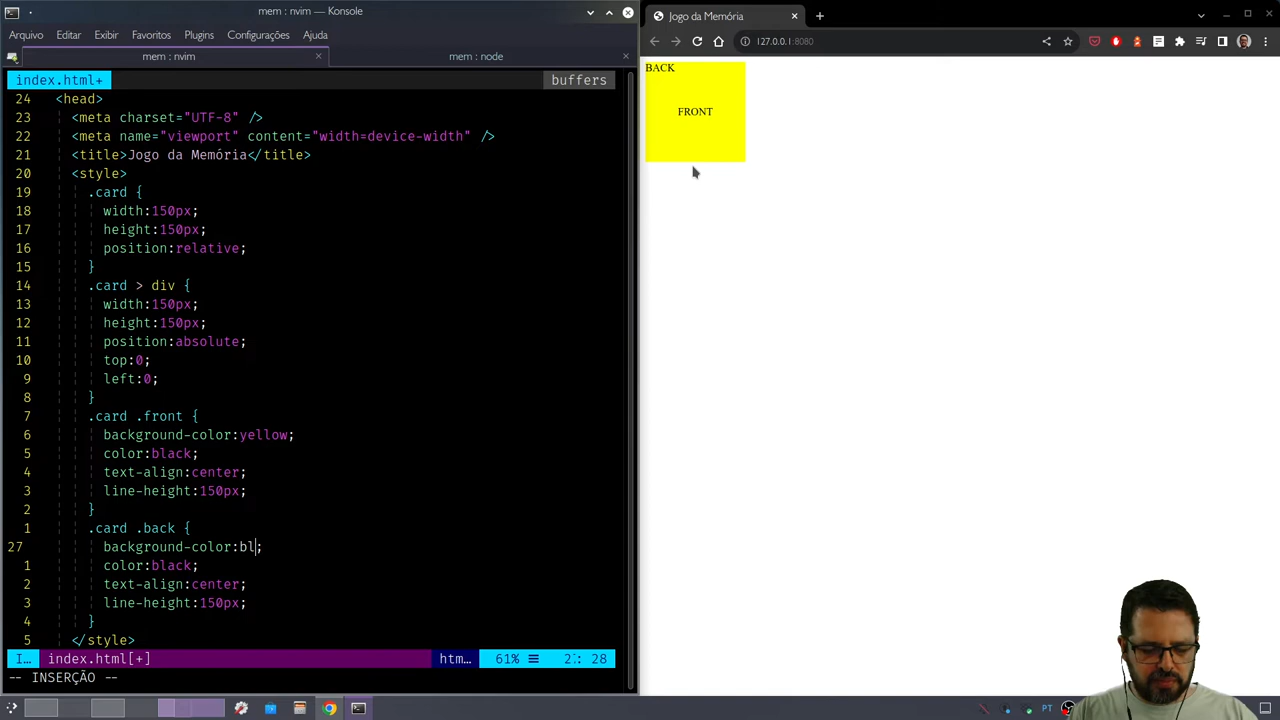 mem : nvim — Konsole
Arquivo Editar Exibir Favoritos Plugins Configurações Ajuda
mem : nvim
mem : node
index.html+
buffers
24 <head>
23 <meta charset="UTF-8" />
22 <meta name="viewport" content="width=device-width" />
21 <title>Jogo da Memória</title>
20 <style>
19 .card {
18 width:150px;
17 height:150px;
16 position:relative;
15 }
14 .card > div {
13 width:150px;
12 height:150px;
11 position:absolute;
10 top:0;
9 left:0;
8 }
7 .card .front {
6 background-color:yellow;
5 color:black;
4 text-align:center;
3 line-height:150px;
2 }
1 .card .back {
27 background-color:bl;
1 color:black;
2 text-align:center;
3 line-height:150px;
4 }
5 </style>
I… index.html[+] htm… 61% 28
-- INSERÇÃO --
Jogo da Memória
127.0.0.1:8080
BACK
FRONT
PT